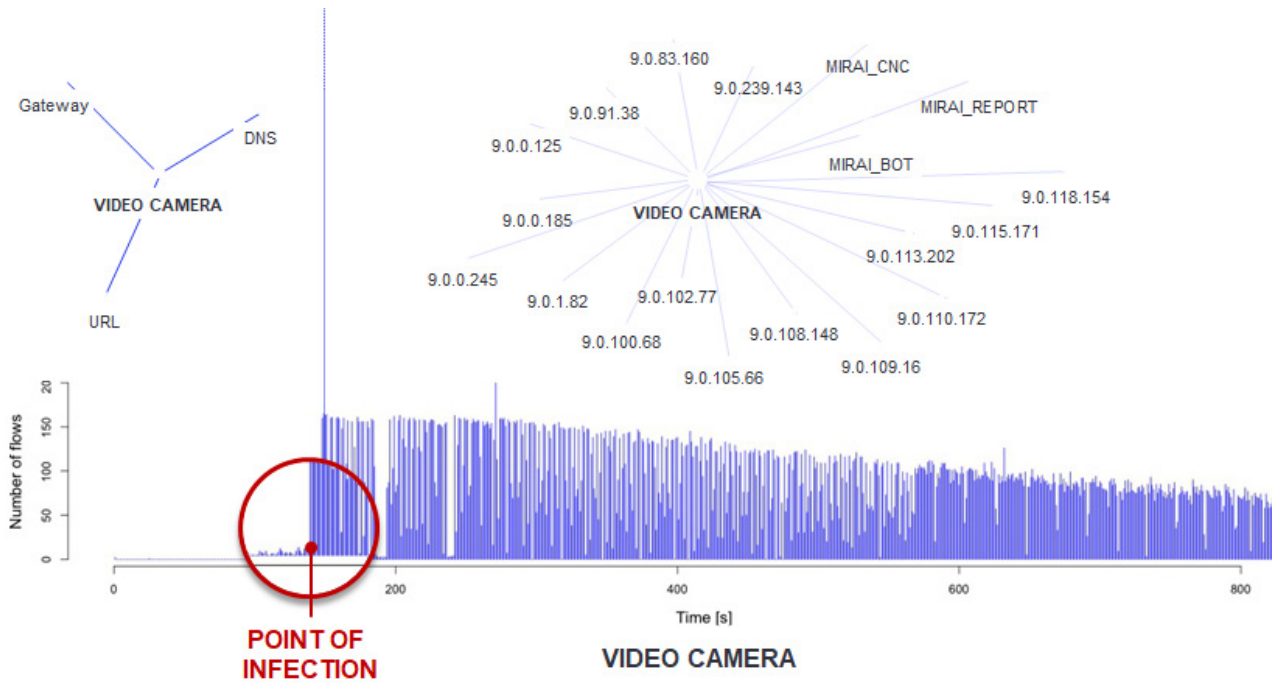 Gateway
DNS
VIDEO CAMERA
URL
9.0.83.160
MIRAI_CNC
9.0.239.143
MIRAI_REPORT
9.0.91.38
9.0.0.125
MIRAI_BOT
9.0.118.154
VIDEO CAMERA
9.0.0.185
9.0.115.171
9.0.113.202
9.0.0.245
9.0.1.82
9.0.102.77
9.0.110.172
9.0.100.68
9.0.108.148
9.0.109.16
9.0.105.66
Number of flows
20
150
100
50
0
0
200
400
600
800
Time [s]
POINT OF
INFECTION
VIDEO CAMERA